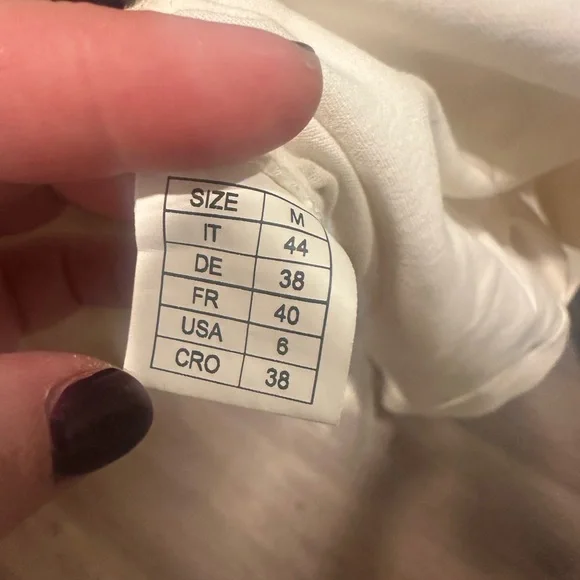 SIZE M
IT 44
DE 38
FR 40
USA 6
CRO 38